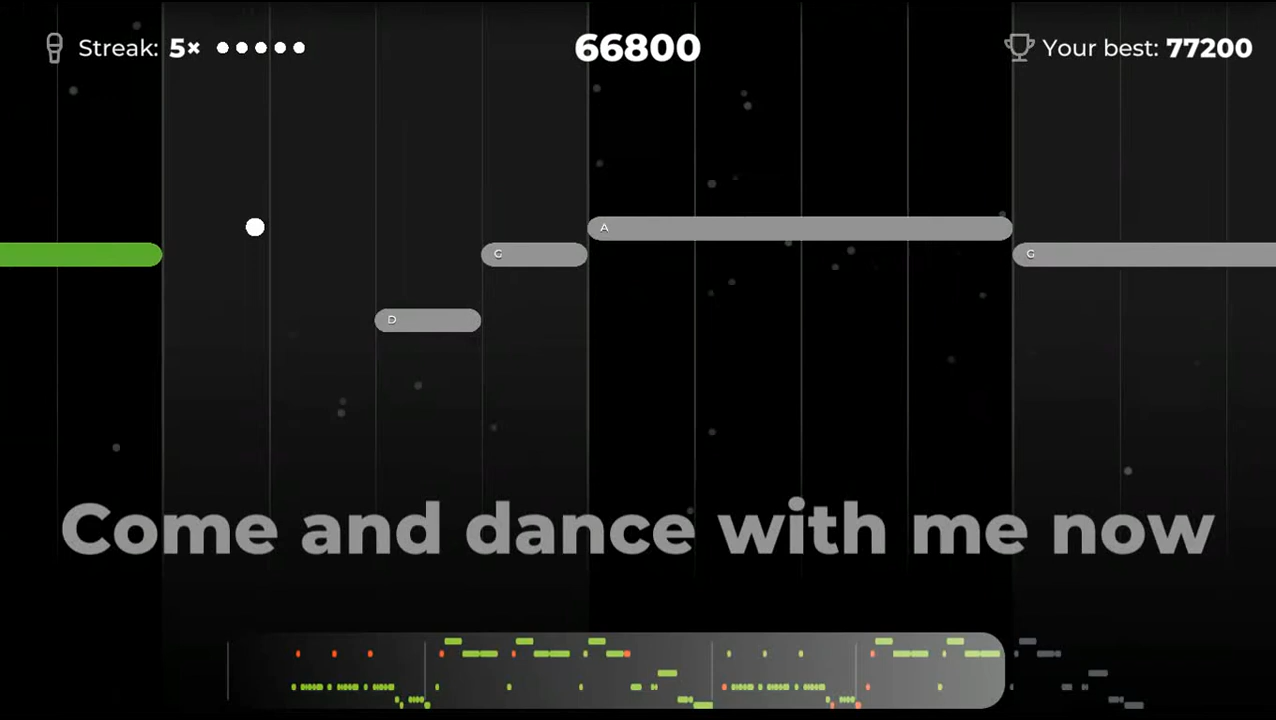 Streak: 5× 66800 Your best: 77200
A
G G
D
Come and dance with me now